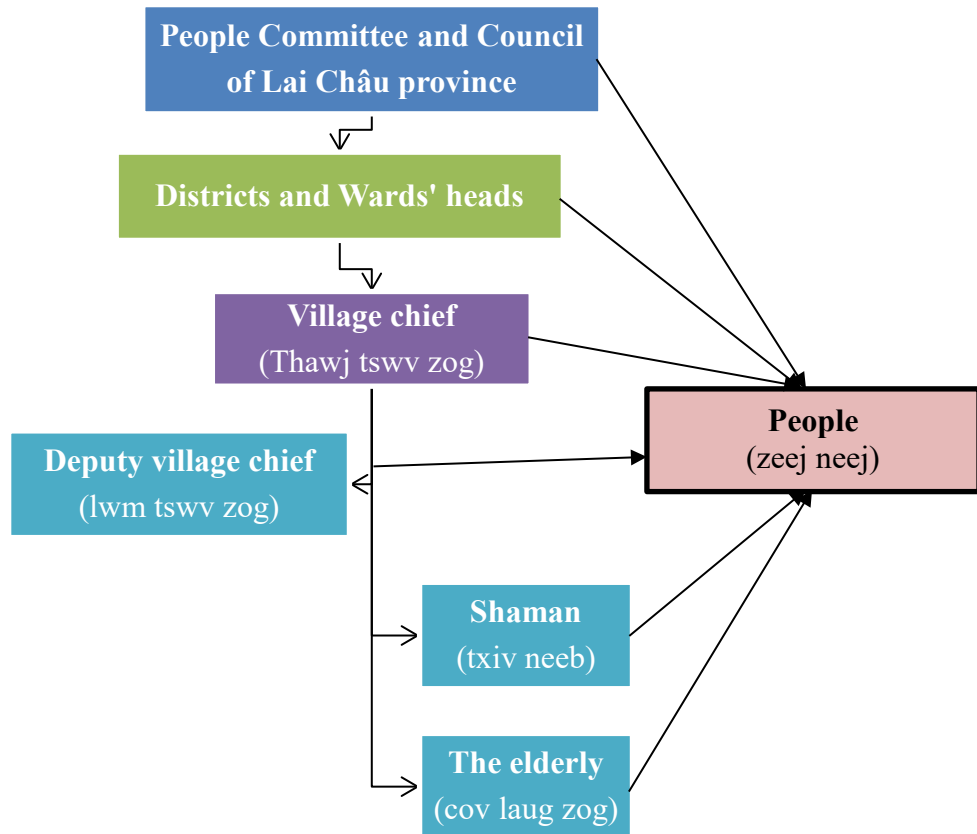 People Committee and Council
of Lai Châu province
Districts and Wards' heads
Village chief
(Thawj tswv zog)
Deputy village chief
(lwm tswv zog)
People
(zeej neej)
Shaman
(txiv neeb)
The elderly
(cov laug zog)